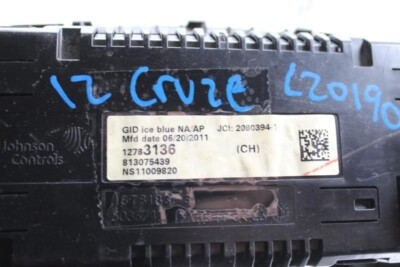 12 CRUZE L20190
GID ice blue NA/AP JCI: 2080394-1
Mfd date 06/20/2011
12783136 (CH)
813075439
NS11009820
Johnson
Controls